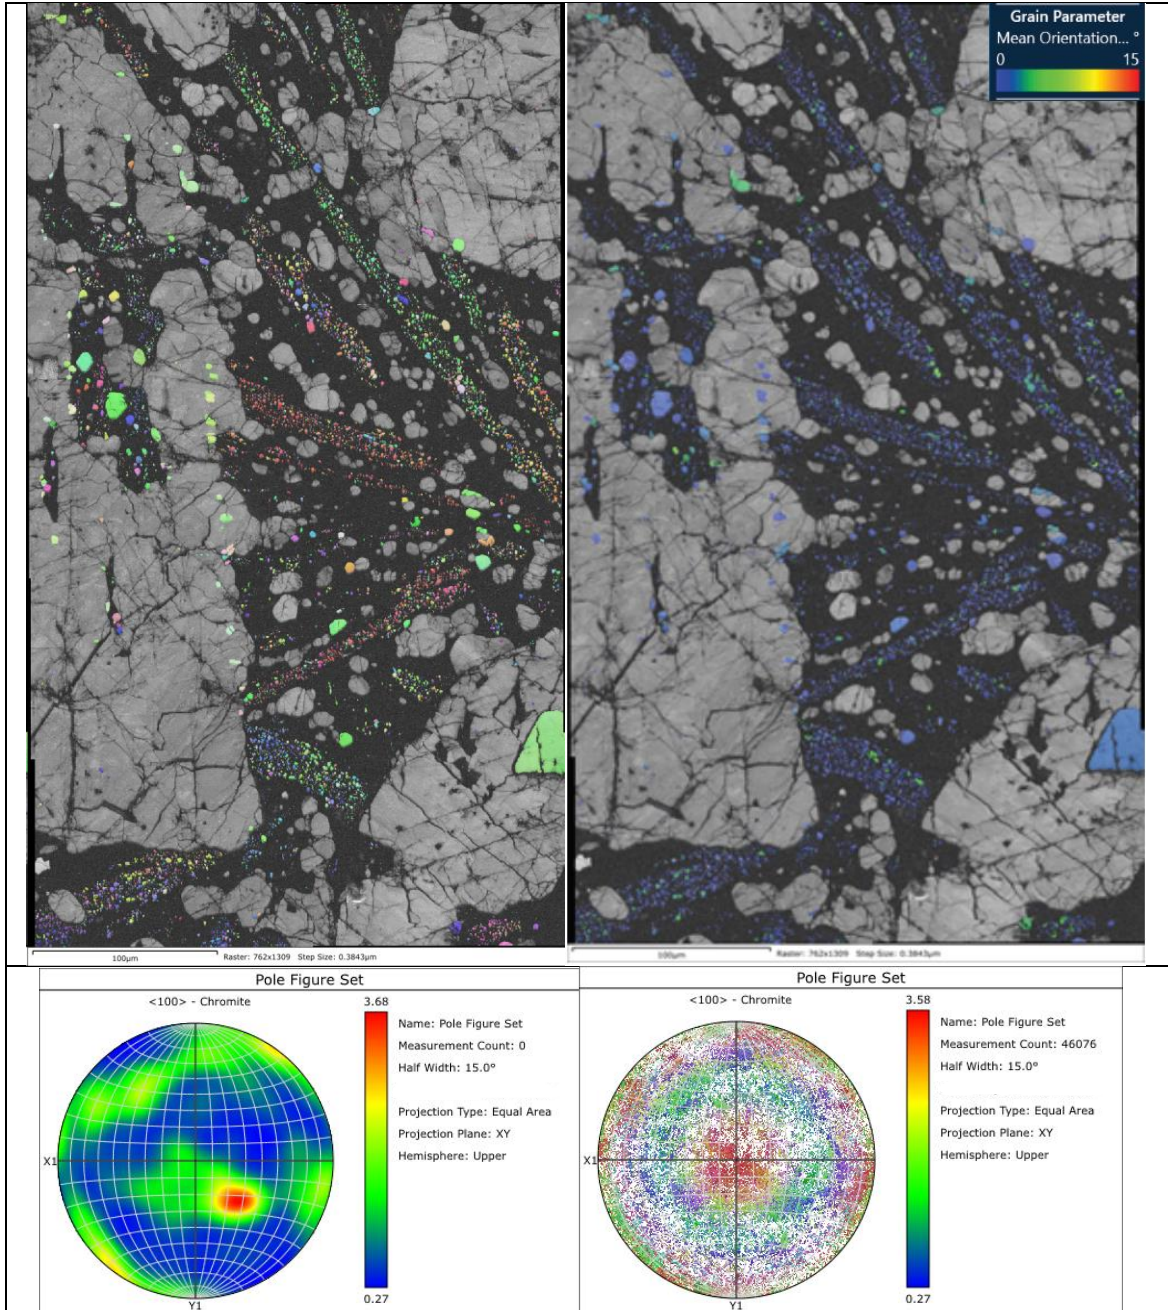 Grain Parameter
Mean Orientation... °
0 15
100µm Raster: 762x1309 Step Size: 0.3843µm
100µm Raster: 762x1309 Step Size: 0.3843µm
Pole Figure Set
<100> - Chromite
3.68
Name: Pole Figure Set
Measurement Count: 0
Half Width: 15.0°
Projection Type: Equal Area
Projection Plane: XY
Hemisphere: Upper
X1
Y1
0.27
Pole Figure Set
<100> - Chromite
3.58
Name: Pole Figure Set
Measurement Count: 46076
Half Width: 15.0°
Projection Type: Equal Area
Projection Plane: XY
Hemisphere: Upper
X1
Y1
0.27